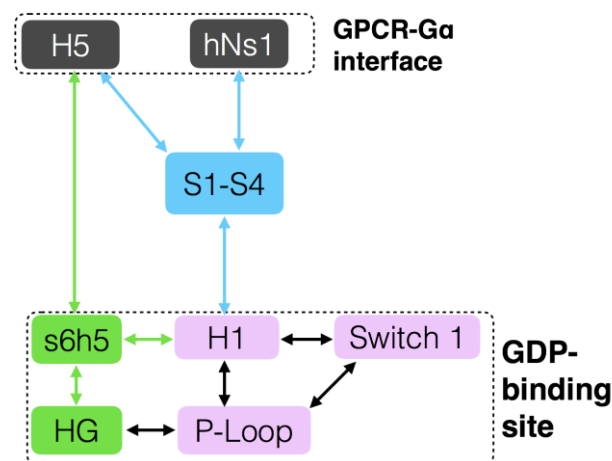 H5
hNs1
GPCR-Gα
interface
S1-S4
s6h5
H1
Switch 1
HG
P-Loop
GDP-
binding
site